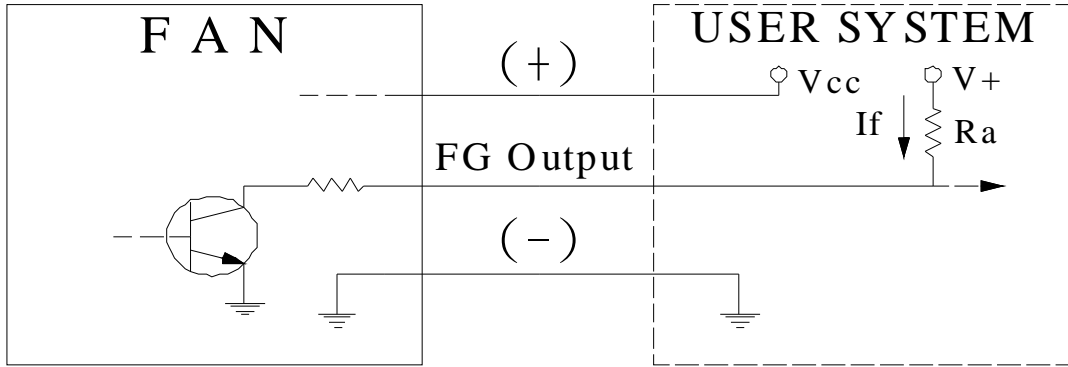 F A N
USER SYSTEM
(+)
Vcc
V+
If
Ra
FG Output
(-)